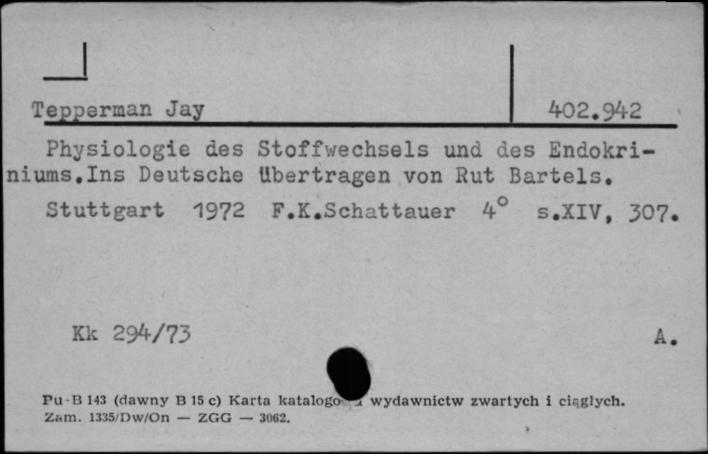 Tepperman Jay 402.942
Physiologie des Stoffwechsels und des Endokri-
niums.Ins Deutsche Übertragen von Rut Bartels.
Stuttgart 1972 F.K.Schattauer 4° s.XIV, 307.
Kk 294/73 A.
Pu-B 143 (dawny B 15 c) Karta katalogo wydawnictw zwartych i ciągłych.
Zam. 1335/Dw/On — ZGG — 3062.